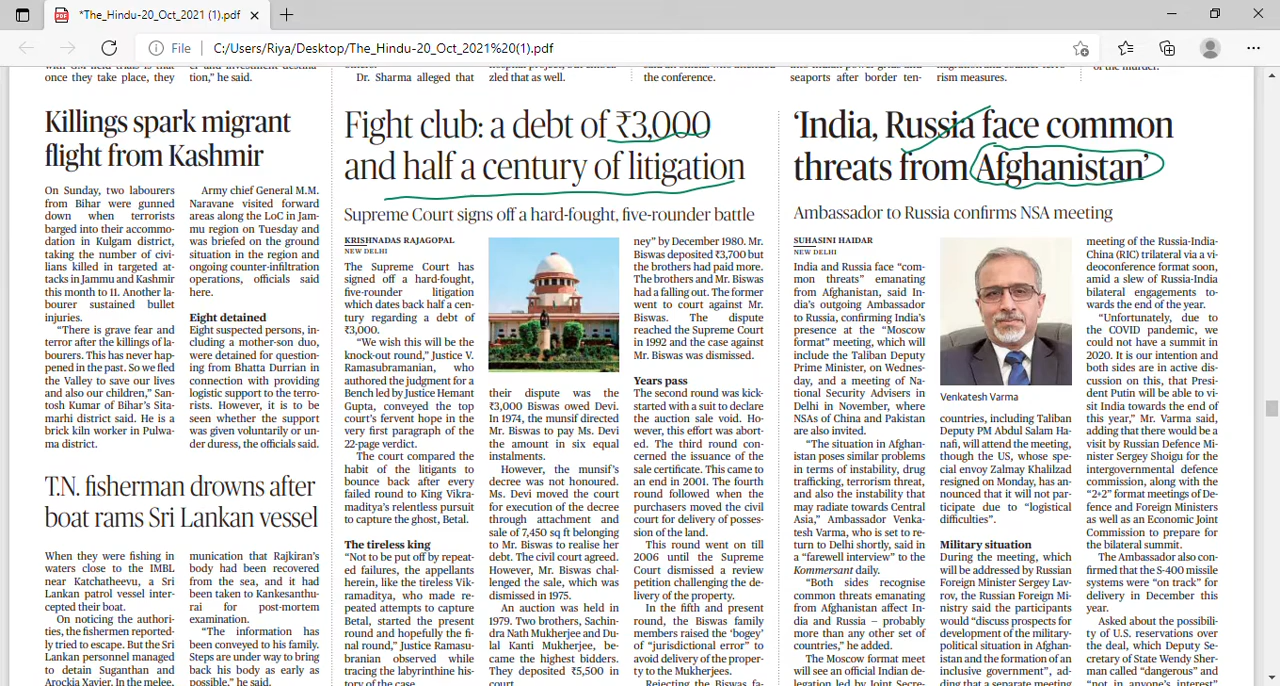 *The_Hindu-20_Oct_2021 (1).pdf
File
C:/Users/Riya/Desktop/The_Hindu-20_Oct_2021%20(1).pdf
once they take place, they
tion," he said.
Dr. Sharma alleged that
zled that as well.
the conference.
seaports after border ten-
rism measures.
Killings spark migrant
flight from Kashmir
On Sunday, two labourers
from Bihar were gunned
down when terrorists
barged into their accommo-
dation in Kulgam district,
taking the number of civi-
lians killed in targeted at-
tacks in Jammu and Kashmir
this month to 11. Another la-
bourer sustained bullet
injuries.
"There is grave fear and
terror after the killings of la-
bourers. This has never hap-
pened in the past. So we fled
the Valley to save our lives
and also our children," San-
tosh Kumar of Bihar's Sita-
marhi district said. He is a
brick kiln worker in Pulwa-
ma district.
Army chief General M.M.
Naravane visited forward
areas along the LoC in Jam-
mu region on Tuesday and
was briefed on the ground
situation in the region and
ongoing counter-infiltration
operations, officials said
here.
Eight detained
Eight suspected persons, in-
cluding a mother-son duo,
were detained for question-
ing from Bhatta Durrian in
connection with providing
logistic support to the terro-
rists. However, it is to be
seen whether the support
was given voluntarily or un-
der duress, the officials said.
T.N. fisherman drowns after
boat rams Sri Lankan vessel
When they were fishing in
waters close to the IMBL
near Katchatheevu, a Sri
Lankan patrol vessel inter-
cepted their boat.
On noticing the authori-
ties, the fishermen reported-
ly tried to escape. But the Sri
Lankan personnel managed
to detain Suganthan and
Arockia Xavier. In the melee,
munication that Rajkiran's
body had been recovered
from the sea, and it had
been taken to Kankesanthu-
rai for post-mortem
examination.
"The information has
been conveyed to his family.
Steps are under way to bring
back his body as early as
possible," he said.
Fight club: a debt of ₹3,000
and half a century of litigation
Supreme Court signs off a hard-fought, five-rounder battle
KRISHNADAS RAJAGOPAL
NEW DELHI
The Supreme Court has
signed off a hard-fought,
five-rounder litigation
which dates back half a cen-
tury regarding a debt of
₹3,000.
"We wish this will be the
knock-out round," Justice V.
Ramasubramanian, who
authored the judgment for a
Bench led by Justice Hemant
Gupta, conveyed the top
court's fervent hope in the
very first paragraph of the
22-page verdict.
The court compared the
habit of the litigants to
bounce back after every
failed round to King Vikra-
maditya's relentless pursuit
to capture the ghost, Betal.
The tireless king
"Not to be put off by repeat-
ed failures, the appellants
herein, like the tireless Vik-
ramaditya, who made re-
peated attempts to capture
Betal, started the present
round and hopefully the fi-
nal round," Justice Ramasu-
bramanian observed while
tracing the labyrinthine his-
tory of the case.
their dispute was the
₹3,000 Biswas owed Devi.
In 1974, the munsif directed
Mr. Biswas to pay Ms. Devi
the amount in six equal
instalments.
However, the munsif's
decree was not honoured.
Ms. Devi moved the court
for execution of the decree
through attachment and
sale of 7,450 sq ft belonging
to Mr. Biswas to realise her
debt. The civil court agreed.
However, Mr. Biswas chal-
lenged the sale, which was
dismissed in 1975.
An auction was held in
1979. Two brothers, Sachin-
dra Nath Mukherjee and Du-
lal Kanti Mukherjee, be-
came the highest bidders.
They deposited ₹5,500 in
court.
ney" by December 1980. Mr.
Biswas deposited ₹3,700 but
the brothers had paid more.
The brothers and Mr. Biswas
had a falling out. The former
went to court against Mr.
Biswas. The dispute
reached the Supreme Court
in 1992 and the case against
Mr. Biswas was dismissed.
Years pass
The second round was kick-
started with a suit to declare
the auction sale void. Ho-
wever, this effort was abort-
ed. The third round con-
cerned the issuance of the
sale certificate. This came to
an end in 2001. The fourth
round followed when the
purchasers moved the civil
court for delivery of posses-
sion of the land.
This round went on till
2006 until the Supreme
Court dismissed a review
petition challenging the de-
livery of the property.
In the fifth and present
round, the Biswas family
members raised the 'bogey'
of "jurisdictional error" to
avoid delivery of the proper-
ty to the Mukherjees.
Rejecting the Biswas fa-
'India, Russia face common
threats from Afghanistan'
Ambassador to Russia confirms NSA meeting
SUHASINI HAIDAR
NEW DELHI
India and Russia face "com-
mon threats" emanating
from Afghanistan, said In-
dia's outgoing Ambassador
to Russia, confirming India's
presence at the "Moscow
format" meeting, which will
include the Taliban Deputy
Prime Minister, on Wednes-
day, and a meeting of Na-
tional Security Advisers in
Delhi in November, where
NSAs of China and Pakistan
are also invited.
"The situation in Afghan-
istan poses similar problems
in terms of instability, drug
trafficking, terrorism threat,
and also the instability that
may radiate towards Central
Asia," Ambassador Venka-
tesh Varma, who is set to re-
turn to Delhi shortly, said in
a "farewell interview" to the
Kommersant daily.
"Both sides recognise
common threats emanating
from Afghanistan affect In-
dia and Russia – probably
more than any other set of
countries," he added.
The Moscow format meet
will see an official Indian de-
legation led by Joint Secre-
Venkatesh Varma
countries, including Taliban
Deputy PM Abdul Salam Ha-
nafi, will attend the meeting,
though the US, whose spe-
cial envoy Zalmay Khalilzad
resigned on Monday, has an-
nounced that it will not par-
ticipate due to "logistical
difficulties".
Military situation
During the meeting, which
will be addressed by Russian
Foreign Minister Sergey Lav-
rov, the Russian Foreign Mi-
nistry said the participants
would "discuss prospects for
development of the military-
political situation in Afghan-
istan and the formation of an
inclusive government", ad-
ding that a separate meeting
meeting of the Russia-India-
China (RIC) trilateral via a vi-
deoconference format soon,
amid a slew of Russia-India
bilateral engagements to-
wards the end of the year.
"Unfortunately, due to
the COVID pandemic, we
could not have a summit in
2020. It is our intention and
both sides are in active dis-
cussion on this, that Presi-
dent Putin will be able to vi-
sit India towards the end of
this year," Mr. Varma said,
adding that there would be a
visit by Russian Defence Mi-
nister Sergey Shoigu for the
intergovernmental defence
commission, along with the
"2+2" format meetings of De-
fence and Foreign Ministers
as well as an Economic Joint
Commission to prepare for
the bilateral summit.
The Ambassador also con-
firmed that the S-400 missile
systems were "on track" for
delivery in December this
year.
Asked about the possibili-
ty of U.S. reservations over
the deal, which Deputy Sec-
retary of State Wendy Sher-
man called "dangerous" and
"not in anyone's interest"